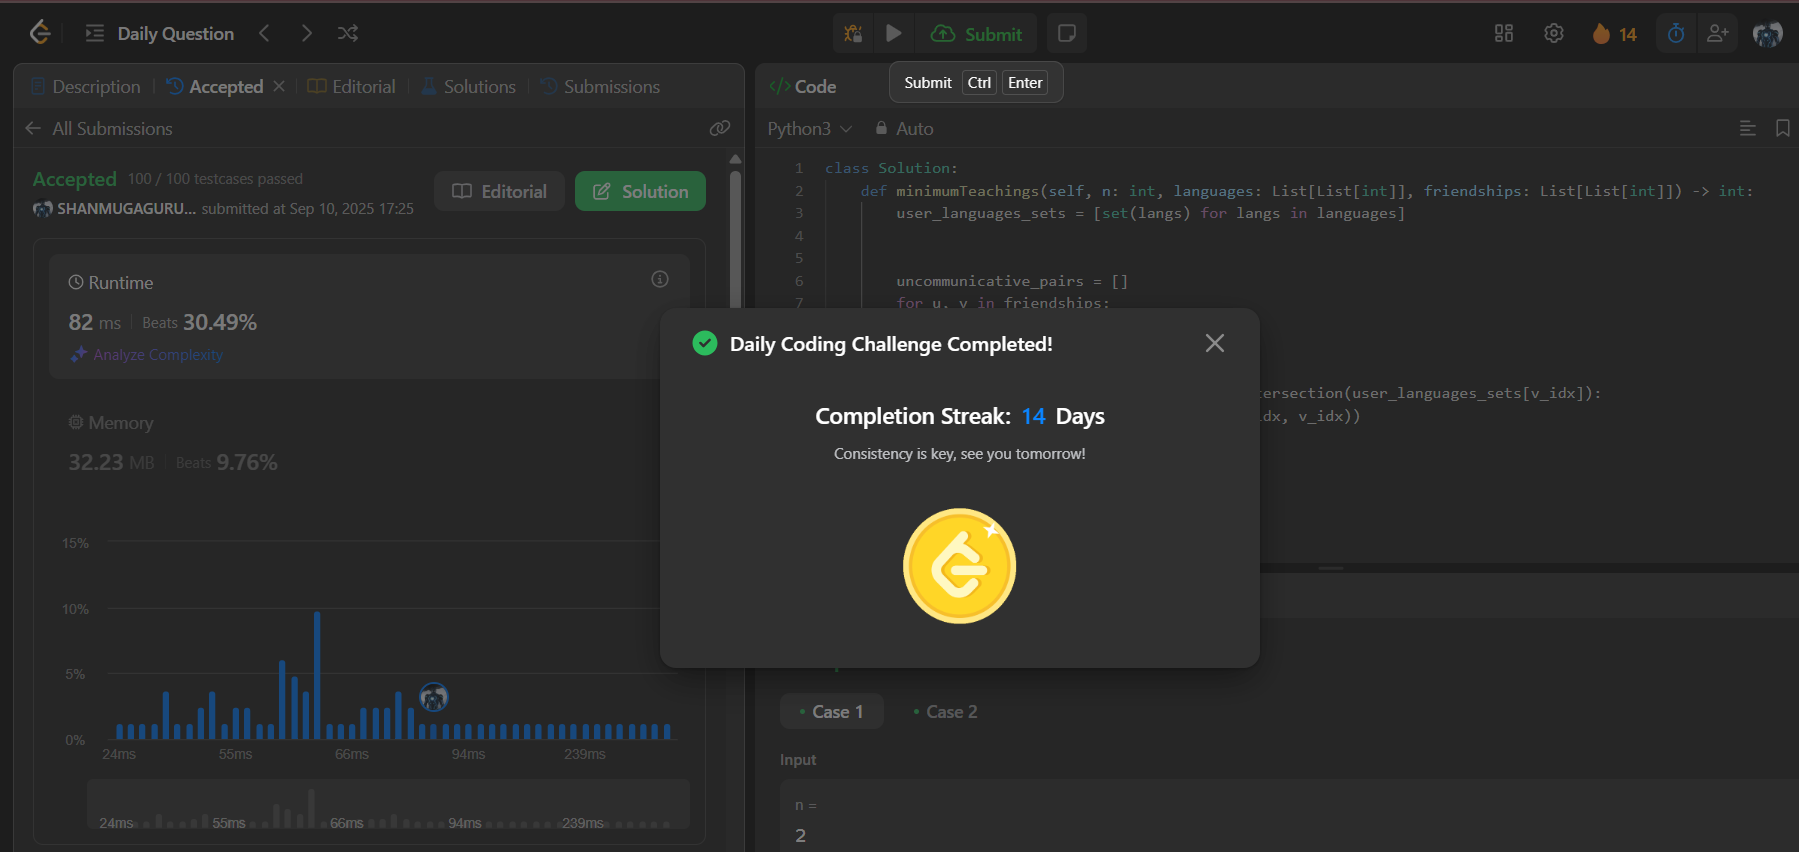 Daily Question
Submit
14
Description
Accepted
Editorial
Solutions
Submissions
</> Code
Submit Ctrl Enter
All Submissions
Python3
Auto
Accepted 100 / 100 testcases passed
SHANMUGAGURU... submitted at Sep 10, 2025 17:25
Editorial
Solution
Runtime
82 ms Beats 30.49%
Analyze Complexity
Memory
32.23 MB Beats 9.76%
15%
10%
5%
0%
24ms 55ms 66ms 94ms 239ms
24ms 55ms 66ms 94ms 239ms
1 class Solution:
2 def minimumTeachings(self, n: int, languages: List[List[int]], friendships: List[List[int]]) -> int:
3 user_languages_sets = [set(langs) for langs in languages]
4
5
6 uncommunicative_pairs = []
7 for u, v in friendships:
tersection(user_languages_sets[v_idx]):
idx, v_idx))
Daily Coding Challenge Completed!
Completion Streak: 14 Days
Consistency is key, see you tomorrow!
Case 1
Case 2
Input
n =
2